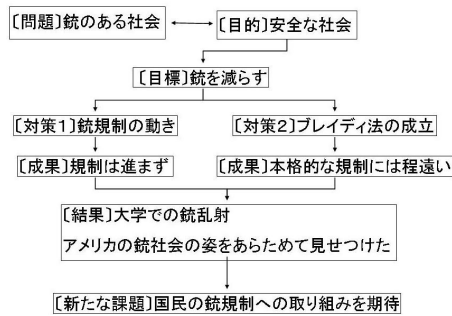 〔問題〕銃のある社会
〔目的〕安全な社会
〔目標〕銃を減らす
〔対策1〕銃規制の動き
〔対策2〕ブレイディ法の成立
〔成果〕規制は進まず
〔成果〕本格的な規制には程遠い
〔結果〕大学での銃乱射
アメリカの銃社会の姿をあらためて見せつけた
〔新たな課題〕国民の銃規制への取り組みを期待